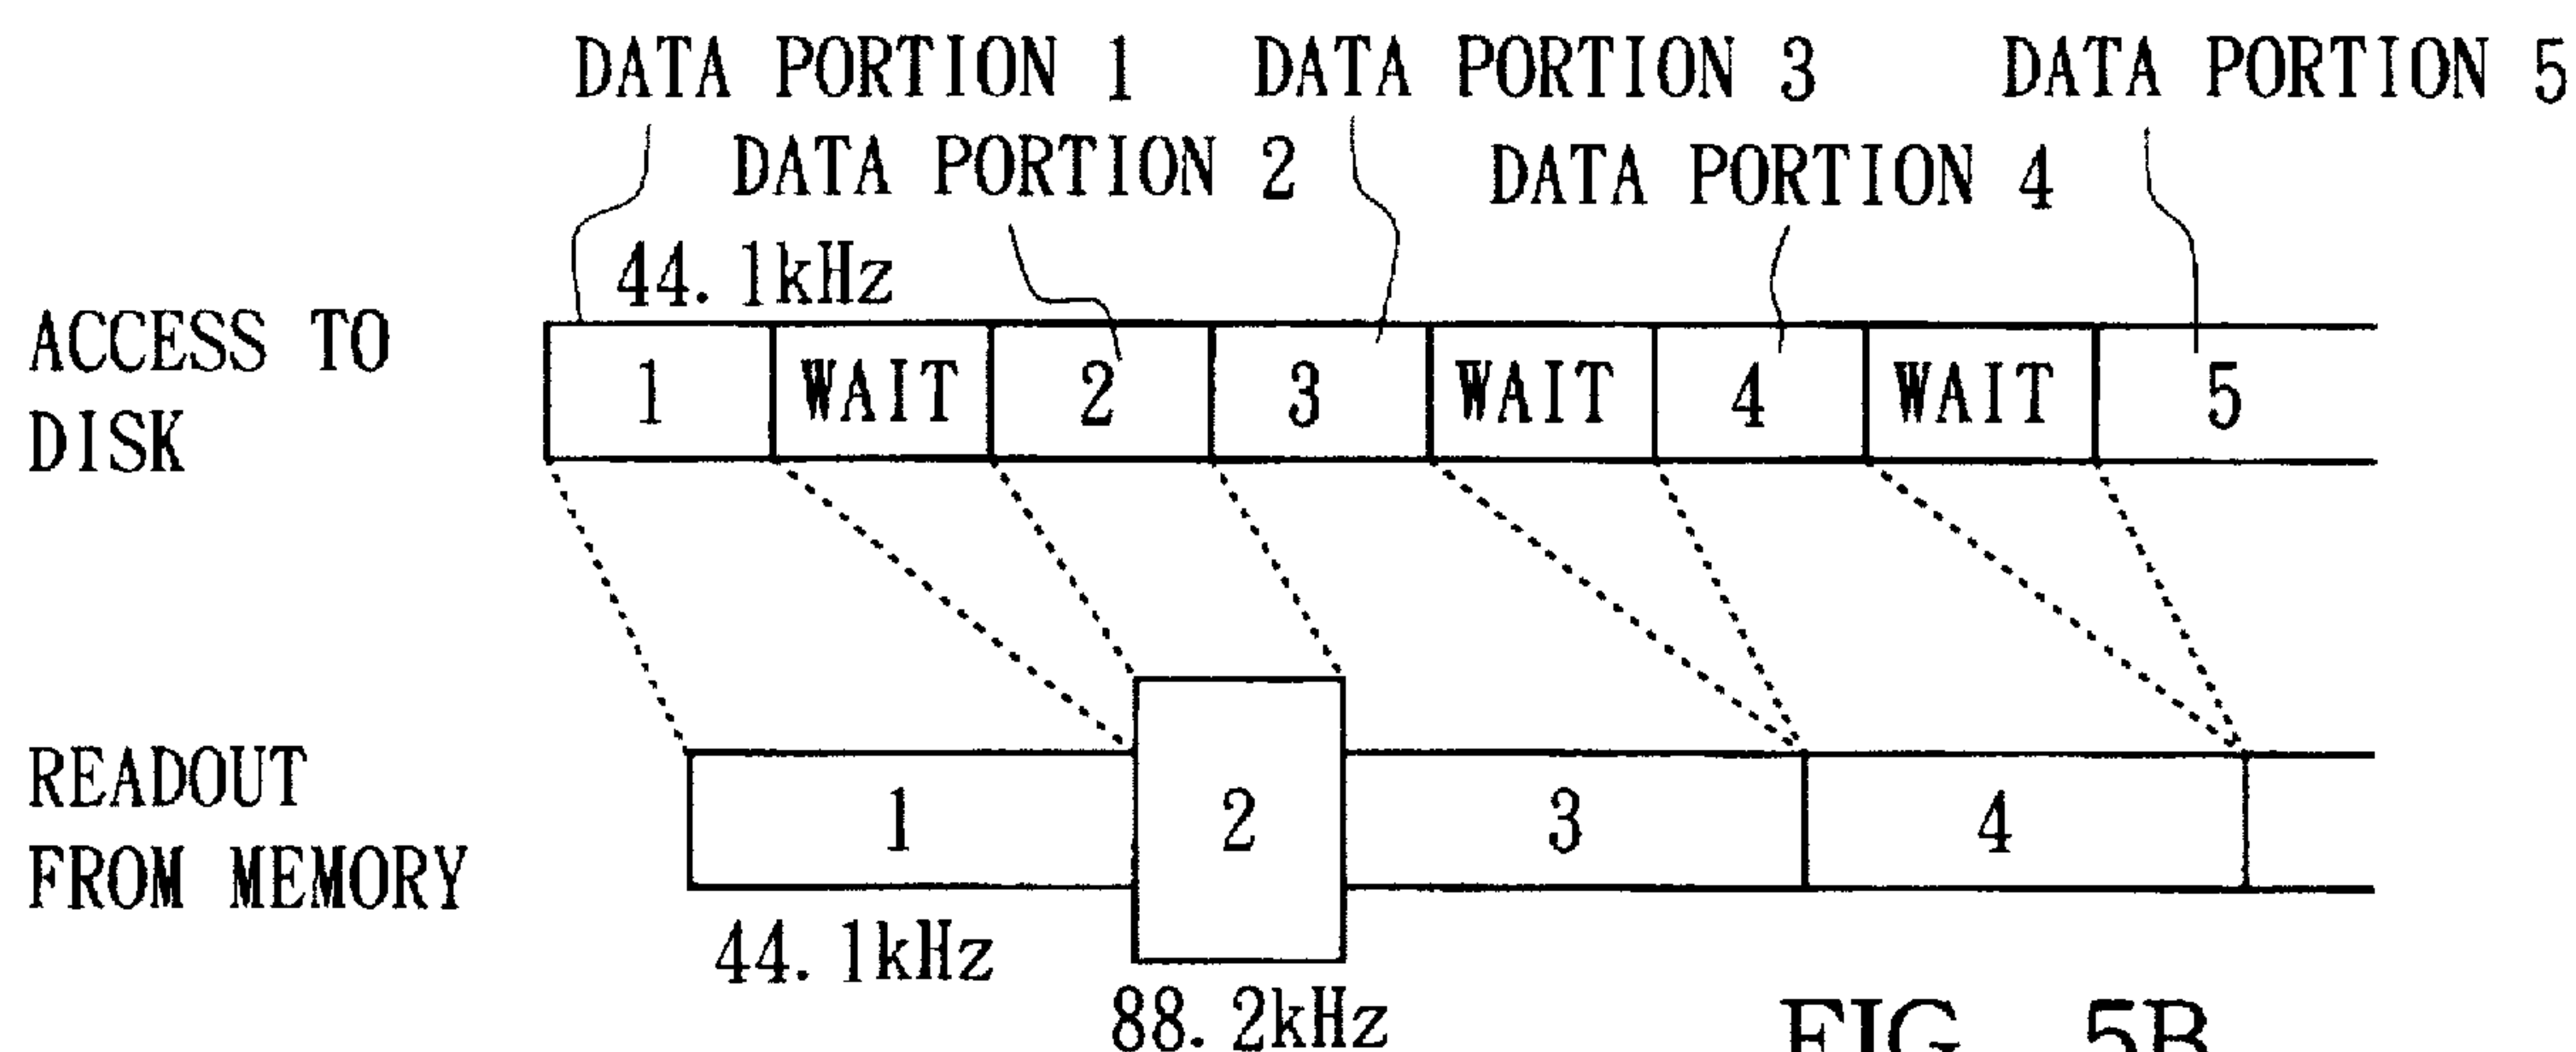 DATA PORTION 1 DATA PORTION 3 DATA PORTION 5
DATA PORTION 2 DATA PORTION 4
44.1kHz
ACCESS TO
DISK
1 WAIT 2 3 WAIT 4 WAIT 5
READOUT
FROM MEMORY
1 2 3 4
44.1kHz
88.2kHz
FIG. 5B